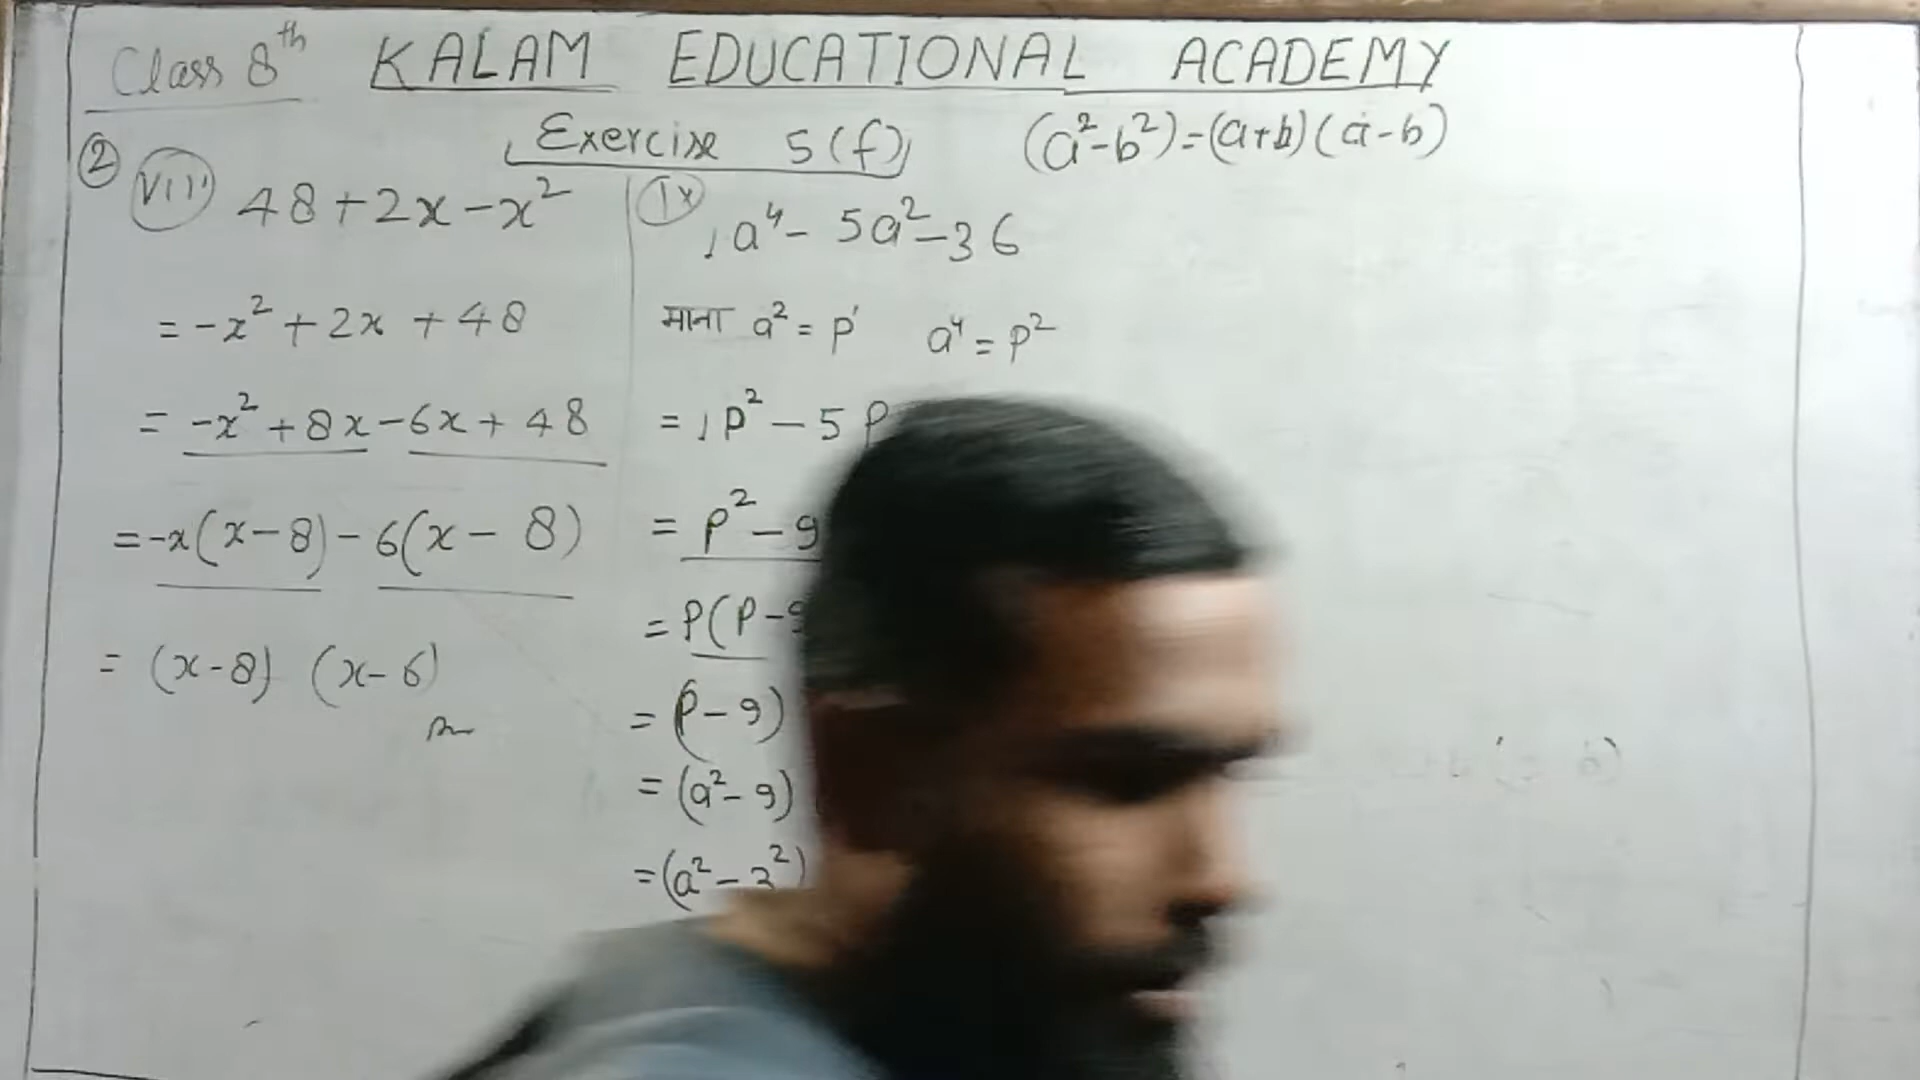 Class 8th KALAM EDUCATIONAL ACADEMY
Exercise 5(f) (a²-b²)=(a+b)(a-b)
② viii 48+2x-x²
= -x²+2x+48
= -x²+8x-6x+48
= -x(x-8)-6(x-8)
= (x-8) (x-6)
ix a⁴-5a²-36
माना a²=p a⁴=p²
= p²-5p
= p²-9
= P(P-9
= (P-9)
= (a²-9)
= (a²-3²)